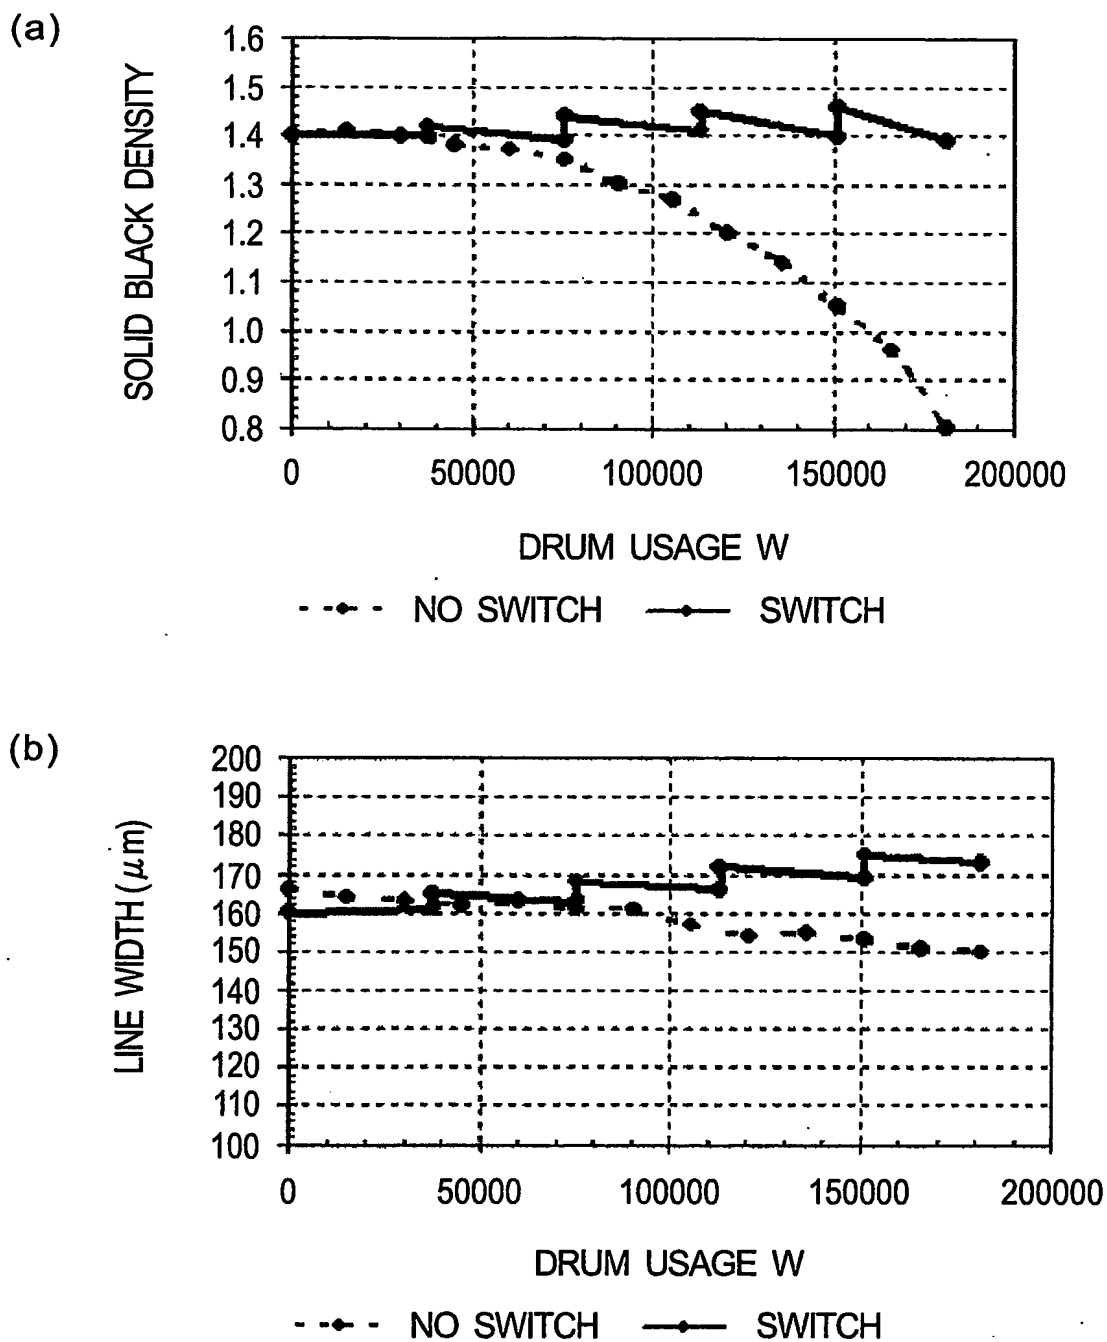 (a)
SOLID BLACK DENSITY
1.6
1.5
1.4
1.3
1.2
1.1
1.0
0.9
0.8
0 50000 100000 150000 200000
DRUM USAGE W
NO SWITCH SWITCH
(b)
LINE WIDTH (μm)
200
190
180
170
160
150
140
130
120
110
100
0 50000 100000 150000 200000
DRUM USAGE W
NO SWITCH SWITCH